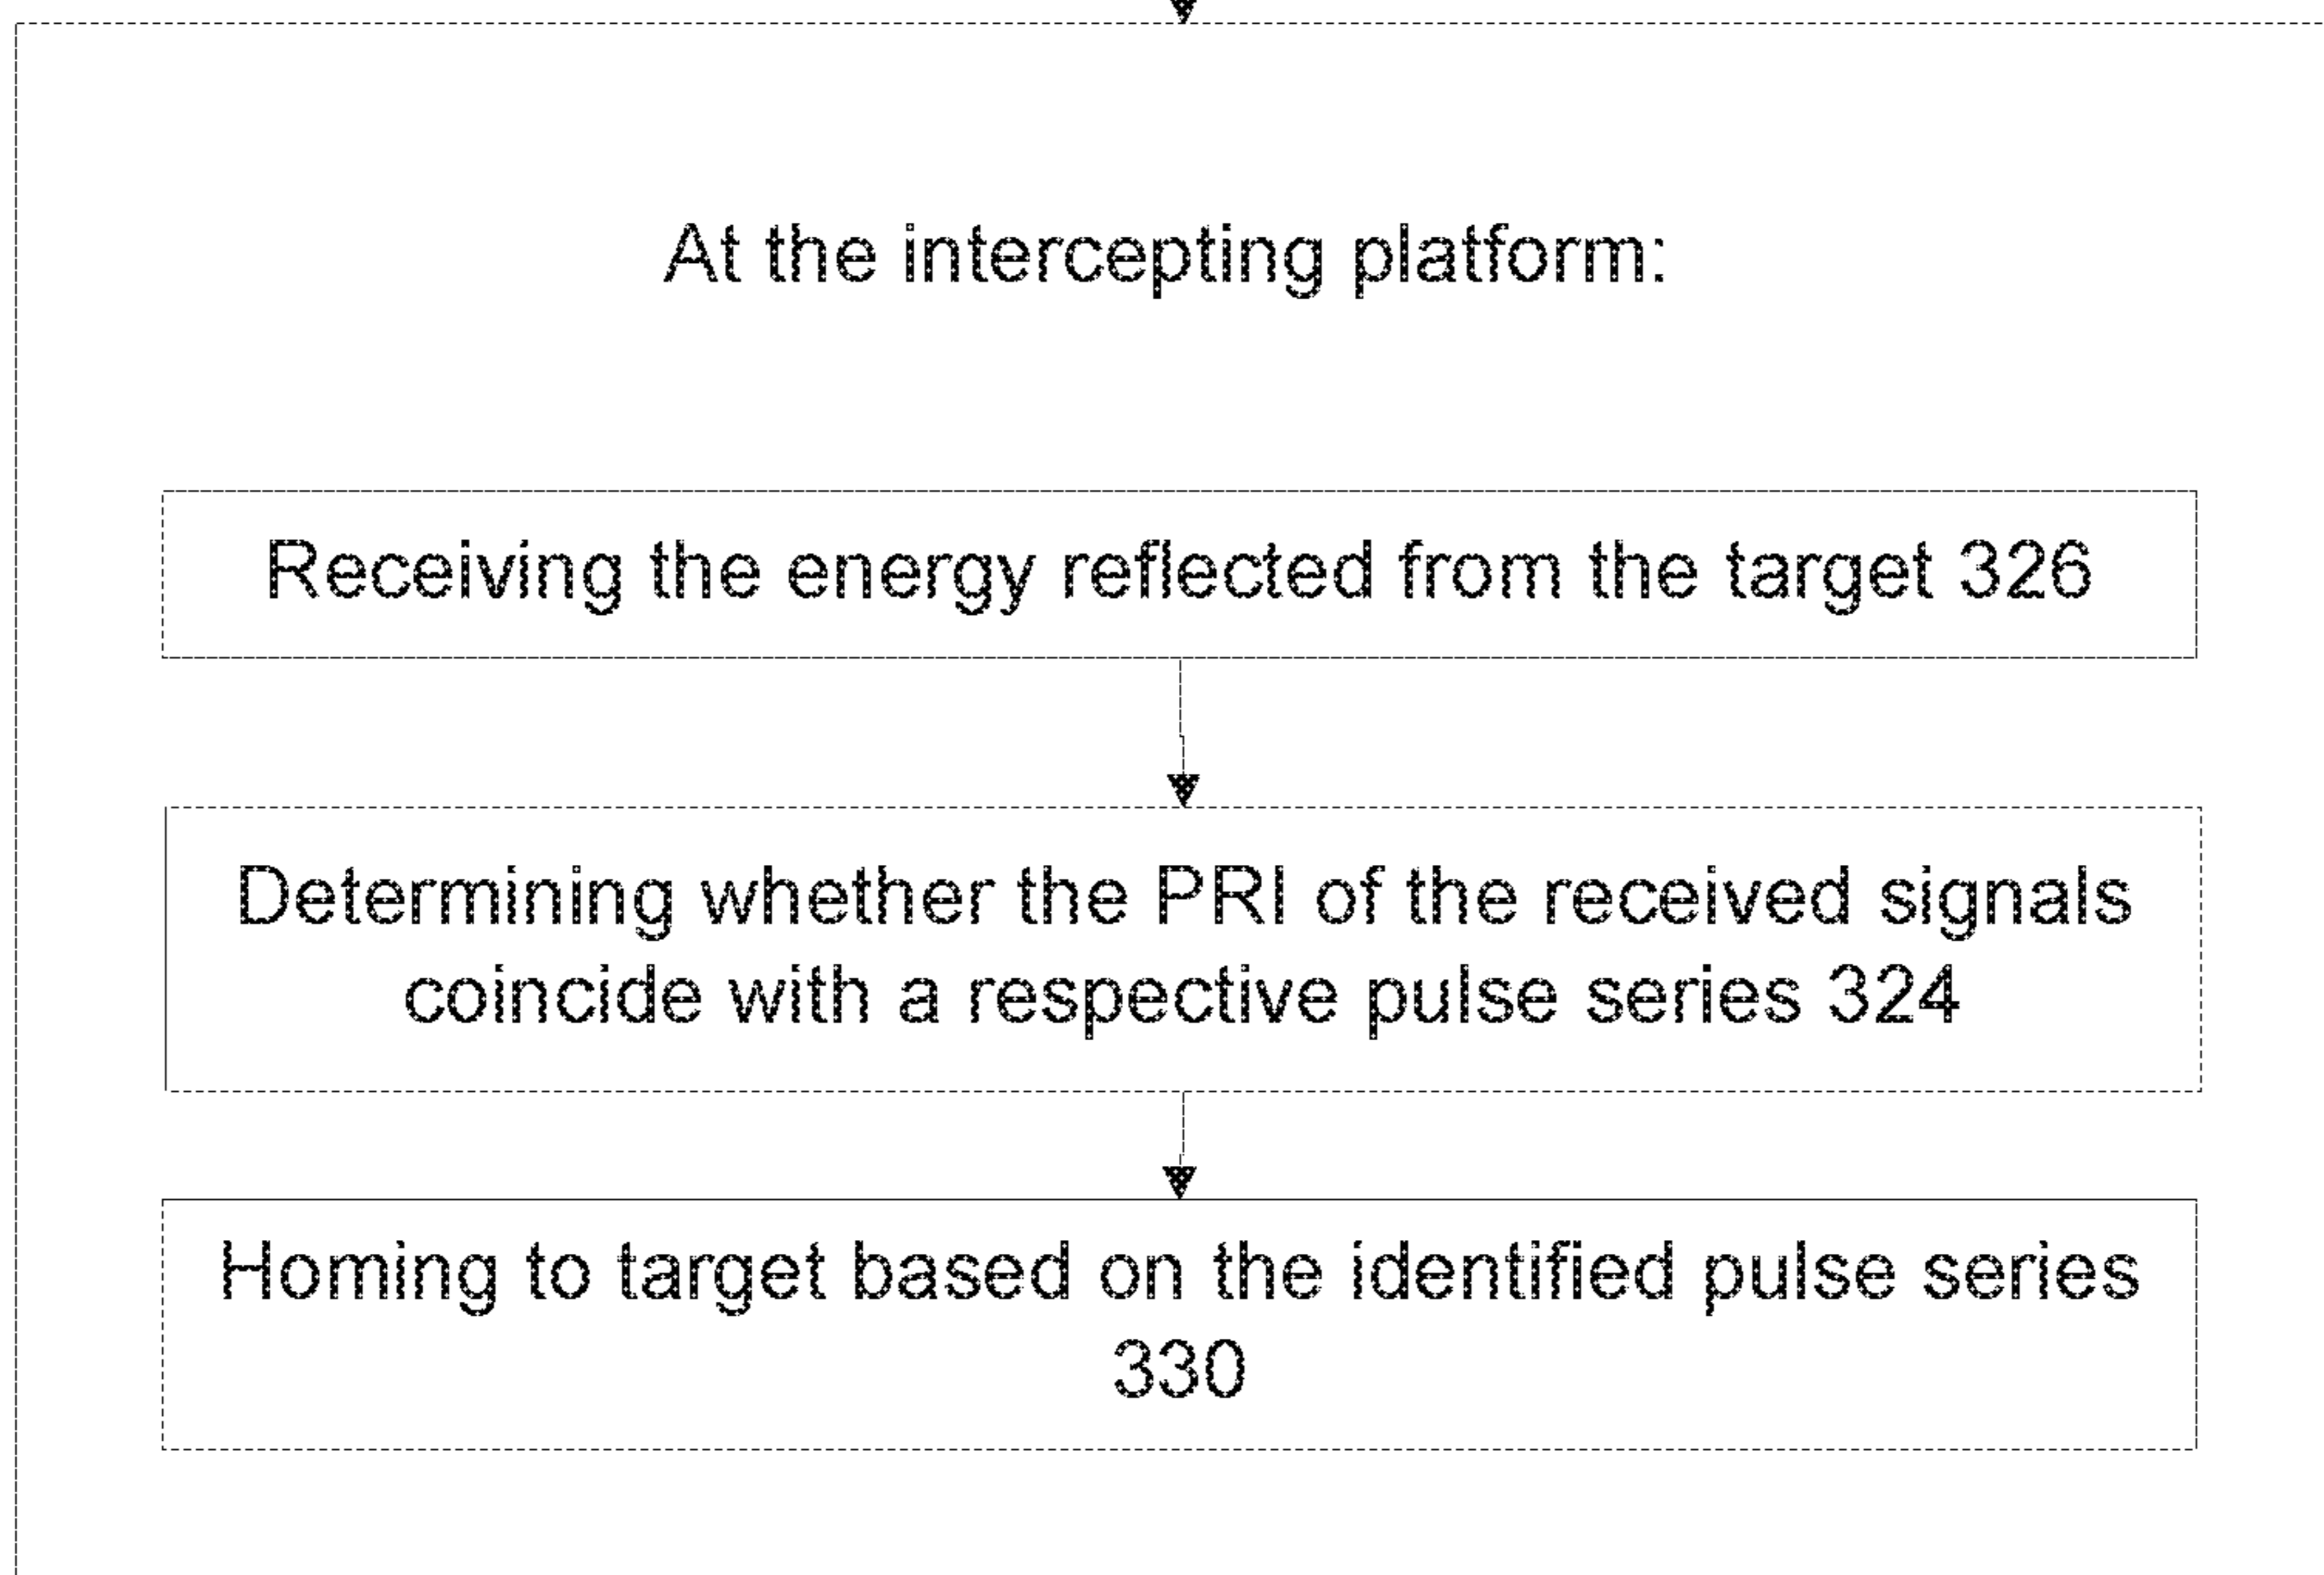 At the intercepting platform:
Receiving the energy reflected from the target 326
Determining whether the PRI of the received signals
coincide with a respective pulse series 324
Homing to target based on the identified pulse series
330